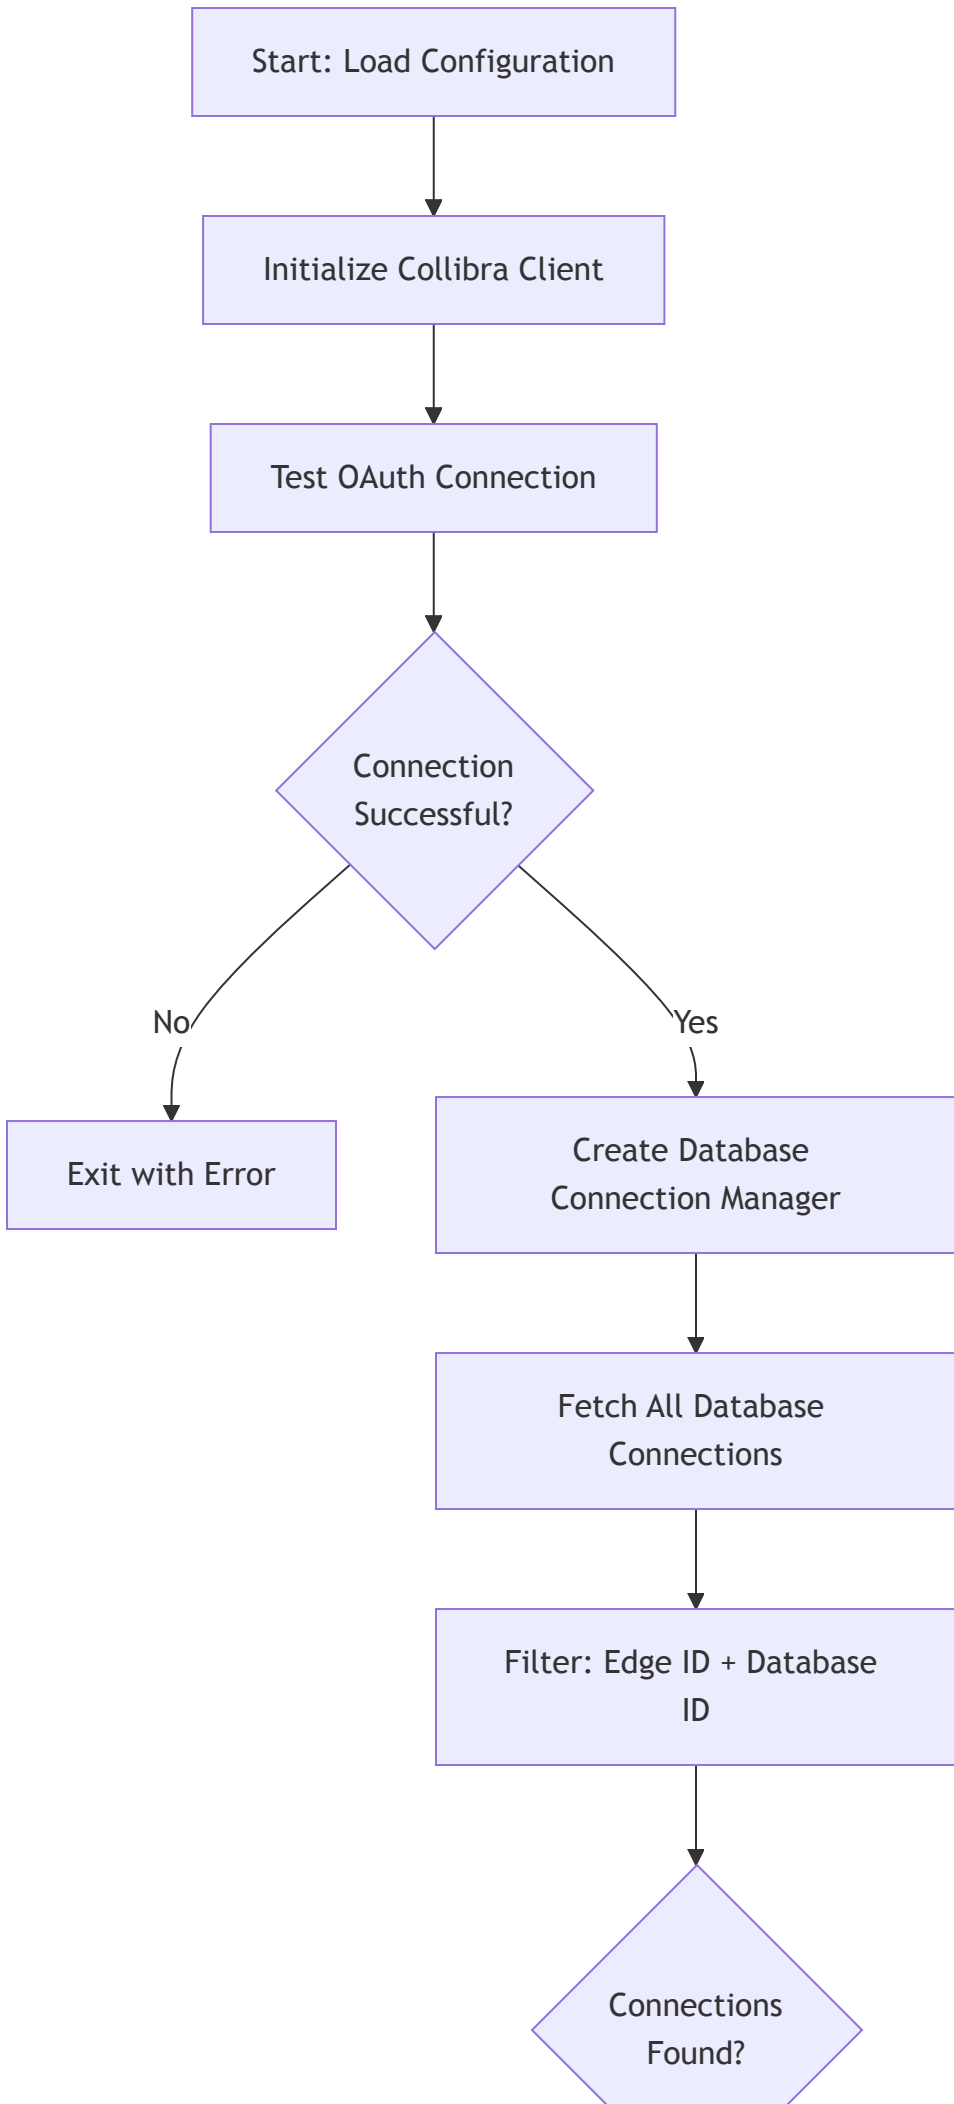 Start: Load Configuration
Initialize Collibra Client
Test OAuth Connection
Connection
Successful?
No
Yes
Exit with Error
Create Database
Connection Manager
Fetch All Database
Connections
Filter: Edge ID + Database
ID
Connections
Found?